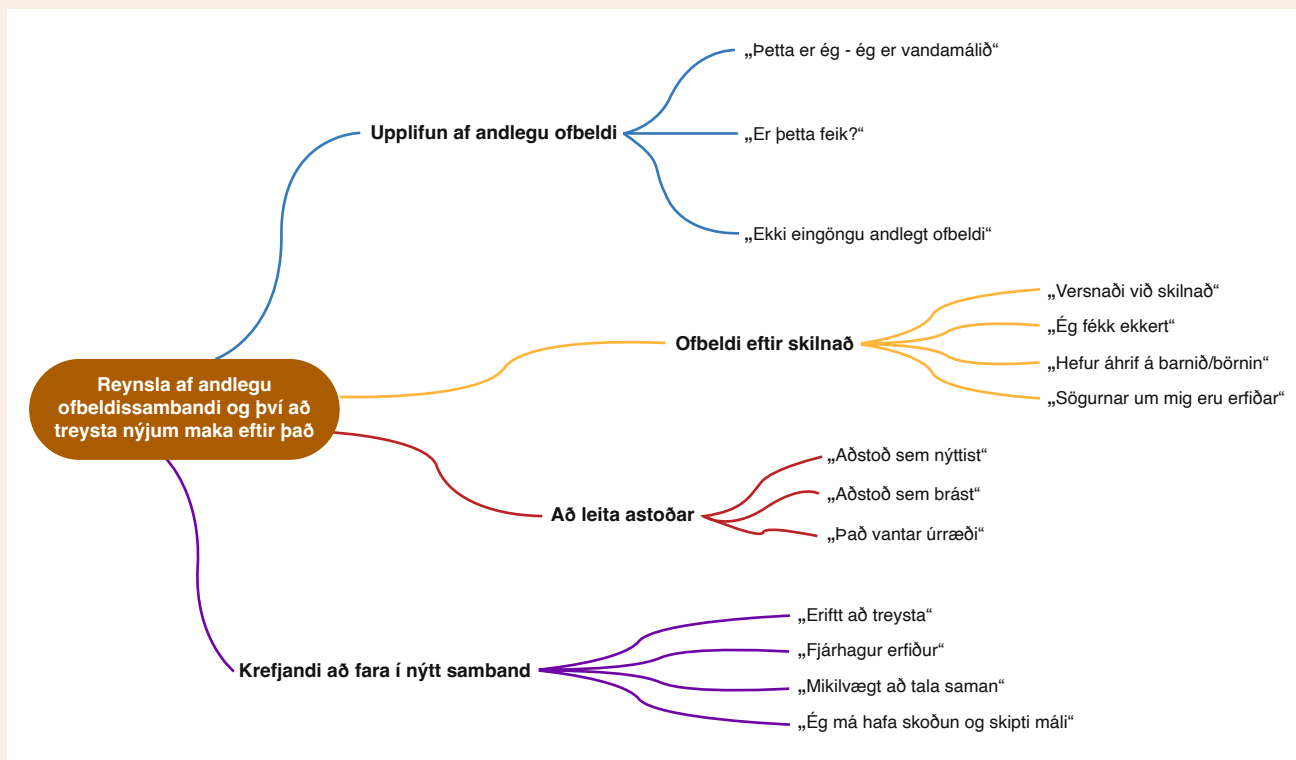 Reynsla af andlegu
ofbeldissambandi og því að
treysta nýjum maka eftir það
Upplifun af andlegu ofbeldi
„Þetta er ég - ég er vandamálið“
„Er þetta feik?“
„Ekki eingöngu andlegt ofbeldi“
Ofbeldi eftir skilnað
„Versnaði við skilnað“
„Ég fékk ekkert“
„Hefur áhrif á barnið/börnin“
„Sögurnar um mig eru erfiðar“
Að leita astoðar
„Aðstoð sem nýttist“
„Aðstoð sem brást“
„Það vantar úrræði“
Krefjandi að fara í nýtt samband
„Eriftt að treysta“
„Fjárhagur erfiður“
„Mikilvægt að tala saman“
„Ég má hafa skoðun og skipti máli“